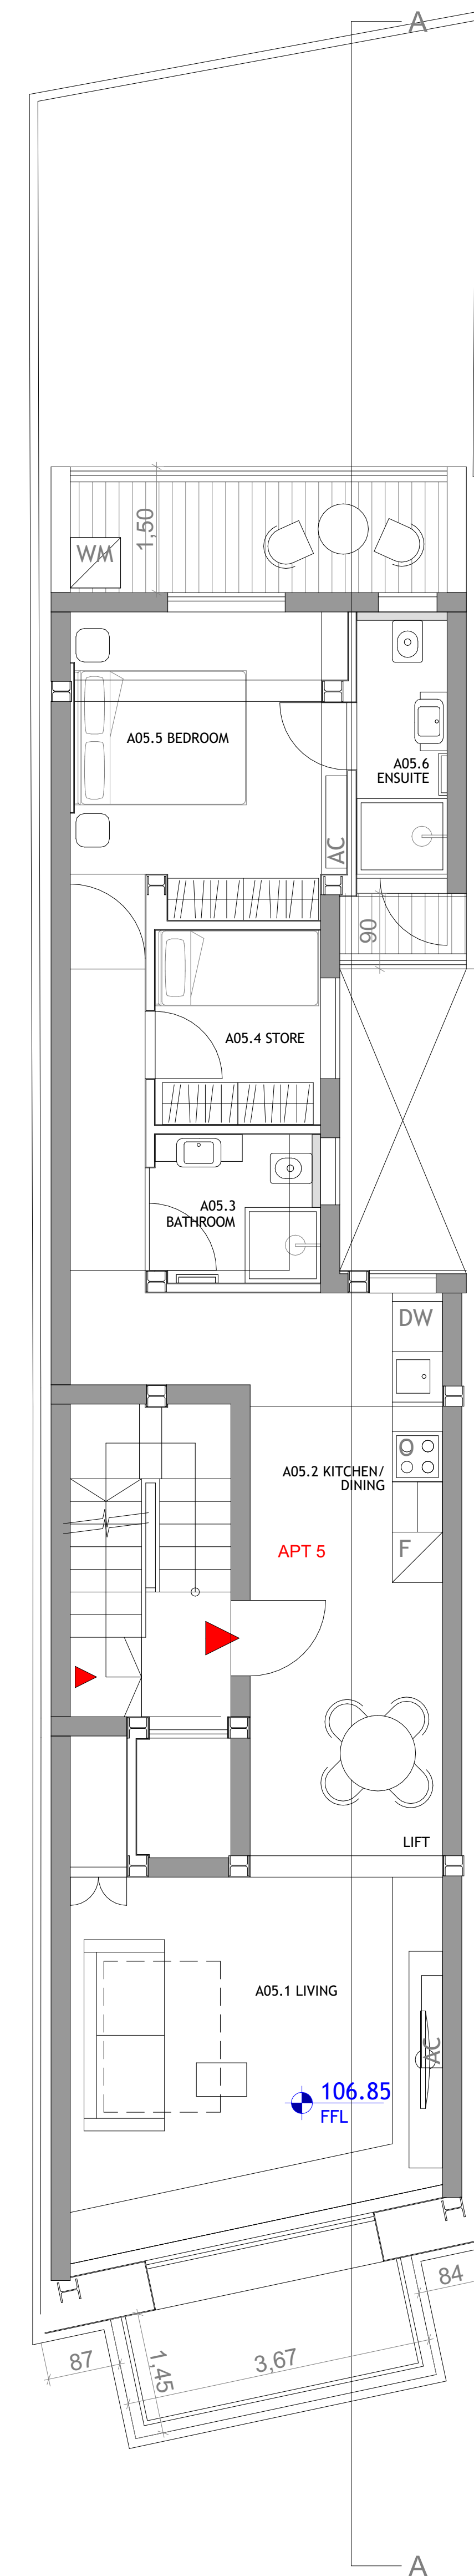 A
1,50
WM
A05.5 BEDROOM
A05.6
ENSUITE
AC
90
A05.4 STORE
A05.3
BATHROOM
DW
O
A05.2 KITCHEN/
DINING
F
APT 5
LIFT
A05.1 LIVING
AC
106.85
FFL
84
87
1,45
3,67
A